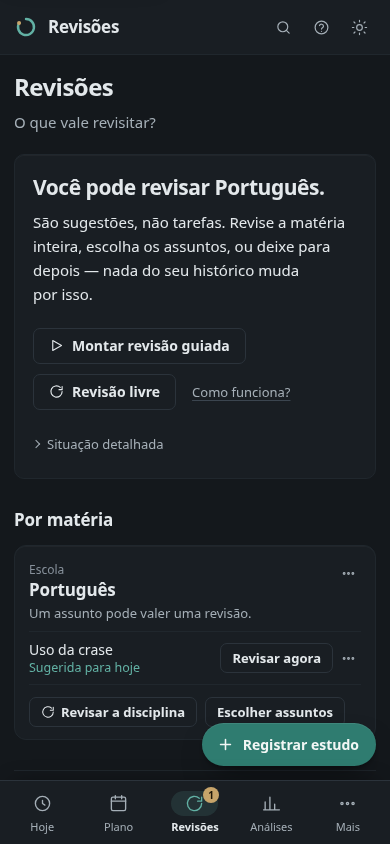 Revisões
Revisões
O que vale revisitar?
Você pode revisar Português.
São sugestões, não tarefas. Revise a matéria
inteira, escolha os assuntos, ou deixe para
depois — nada do seu histórico muda
por isso.
Montar revisão guiada
Revisão livre
Como funciona?
Situação detalhada
Por matéria
Escola
Português
Um assunto pode valer uma revisão.
Uso da crase
Sugerida para hoje
Revisar agora
Revisar a disciplina
Escolher assuntos
Registrar estudo
1
Hoje
Plano
Revisões
Análises
Mais